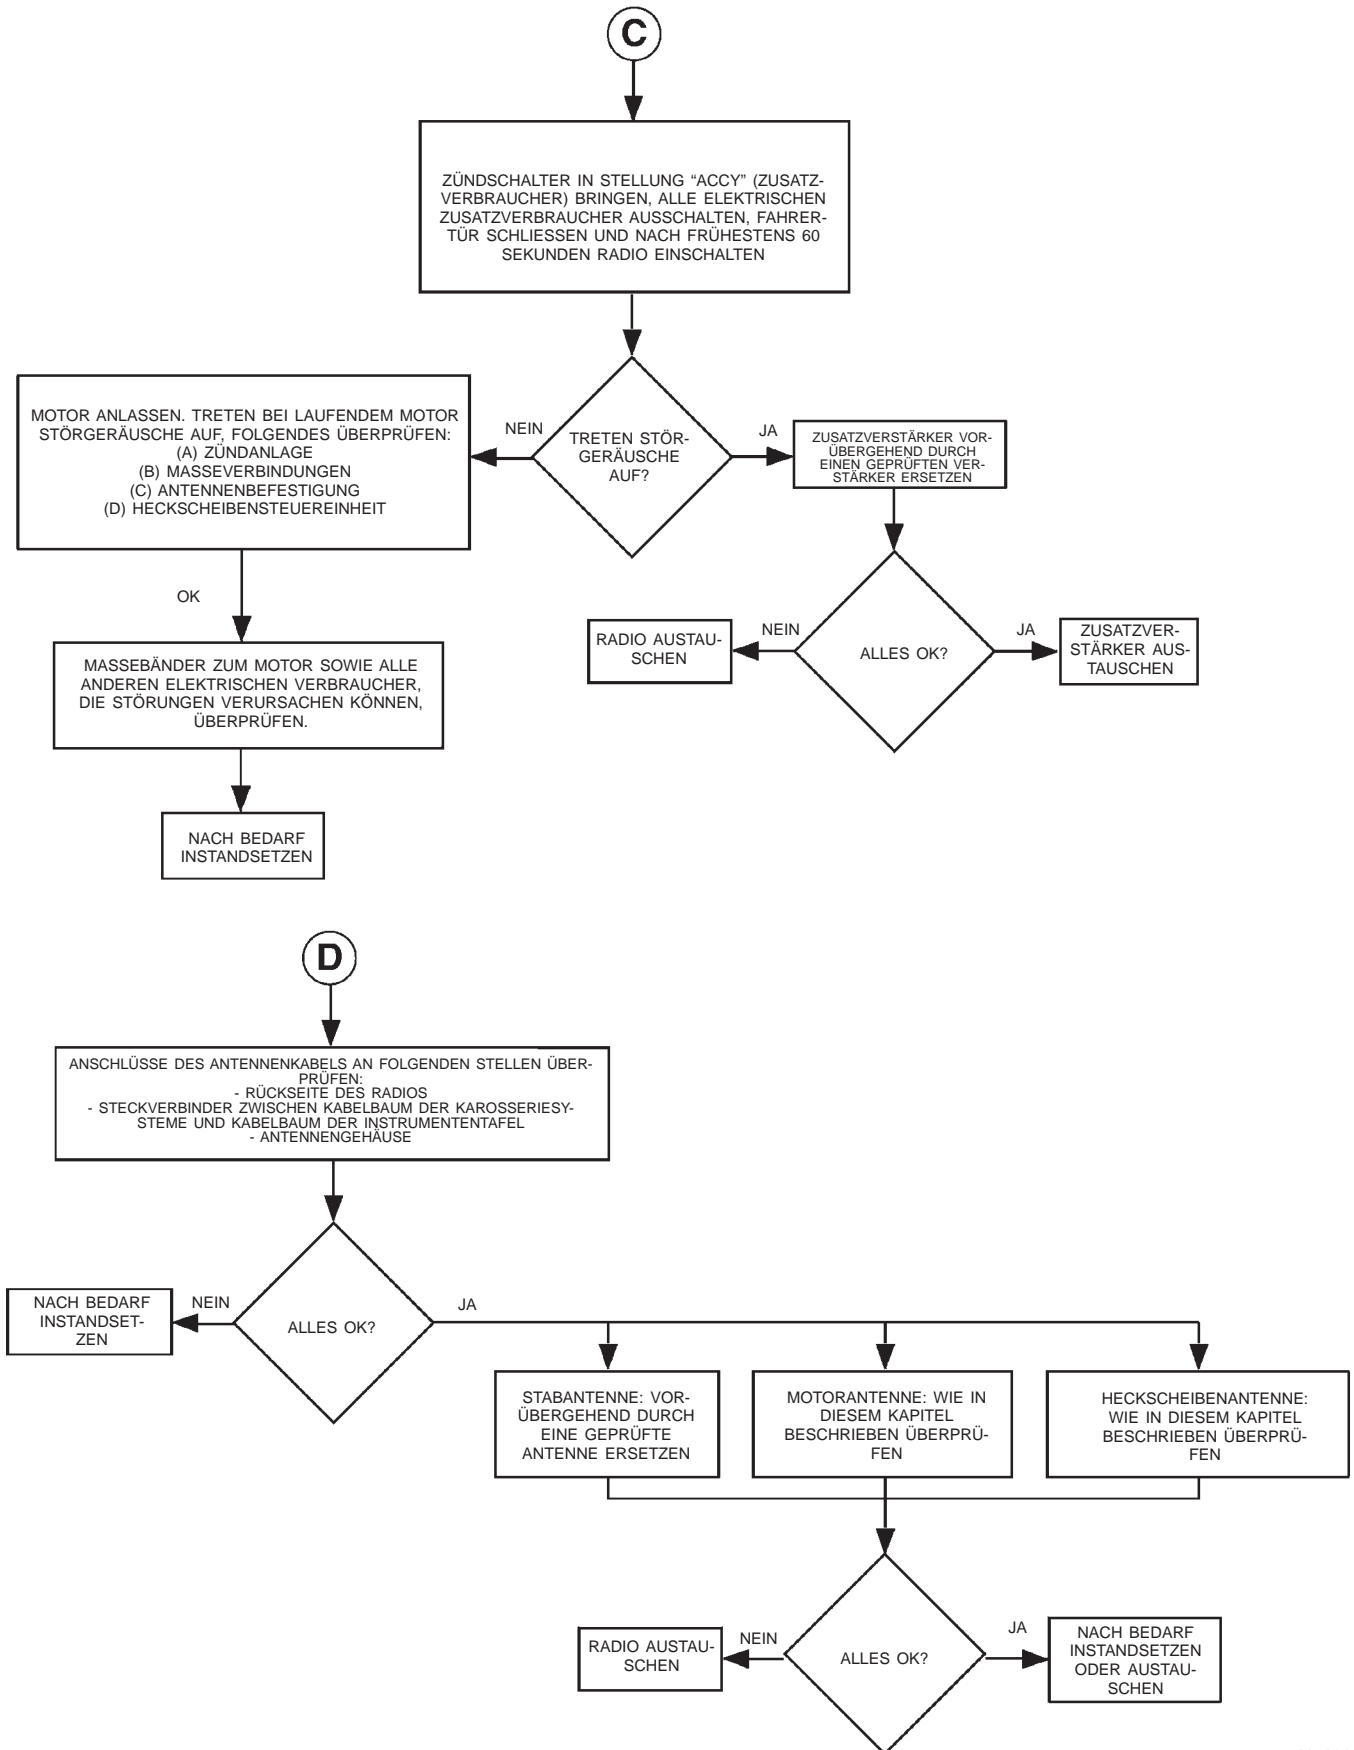 C
ZÜNDSCHALTER IN STELLUNG “ACCY” (ZUSATZ-
VERBRAUCHER) BRINGEN, ALLE ELEKTRISCHEN
ZUSATZVERBRAUCHER AUSSCHALTEN, FAHRER-
TÜR SCHLIESSEN UND NACH FRÜHESTENS 60
SEKUNDEN RADIO EINSCHALTEN
TRETEN STÖR-
GERÄUSCHE
AUF?
NEIN
MOTOR ANLASSEN. TRETEN BEI LAUFENDEM MOTOR
STÖRGERÄUSCHE AUF, FOLGENDES ÜBERPRÜFEN:
(A) ZÜNDANLAGE
(B) MASSEVERBINDUNGEN
(C) ANTENNENBEFESTIGUNG
(D) HECKSCHEIBENSTEUEREINHEIT
OK
MASSEBÄNDER ZUM MOTOR SOWIE ALLE
ANDEREN ELEKTRISCHEN VERBRAUCHER,
DIE STÖRUNGEN VERURSACHEN KÖNNEN,
ÜBERPRÜFEN.
NACH BEDARF
INSTANDSETZEN
JA
ZUSATZVERSTÄRKER VOR-
ÜBERGEHEND DURCH
EINEN GEPRÜFTEN VER-
STÄRKER ERSETZEN
ALLES OK?
NEIN
RADIO AUSTAU-
SCHEN
JA
ZUSATZVER-
STÄRKER AUS-
TAUSCHEN
D
ANSCHLÜSSE DES ANTENNENKABELS AN FOLGENDEN STELLEN ÜBER-
PRÜFEN:
- RÜCKSEITE DES RADIOS
- STECKVERBINDER ZWISCHEN KABELBAUM DER KAROSSERIESY-
STEME UND KABELBAUM DER INSTRUMENTENTAFEL
- ANTENNENGEHÄUSE
ALLES OK?
NEIN
NACH BEDARF
INSTANDSET-
ZEN
JA
STABANTENNE: VOR-
ÜBERGEHEND DURCH
EINE GEPRÜFTE
ANTENNE ERSETZEN
MOTORANTENNE: WIE IN
DIESEM KAPITEL
BESCHRIEBEN ÜBERPRÜ-
FEN
HECKSCHEIBENANTENNE:
WIE IN DIESEM KAPITEL
BESCHRIEBEN ÜBERPRÜ-
FEN
ALLES OK?
NEIN
RADIO AUSTAU-
SCHEN
JA
NACH BEDARF
INSTANDSETZEN
ODER AUSTAU-
SCHEN